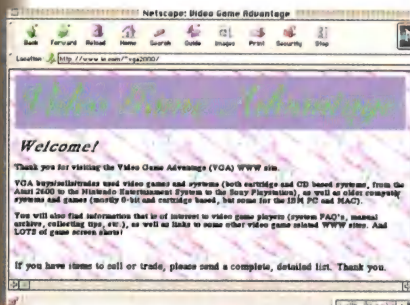 Netscape: Video Game Advantage
Back Forward Reload Home Search Guide Images Print Security Stop
Location: http://www.io.com/~vga2000/
Video Game Advantage
Welcome!
Thank you for visiting the Video Game Advantage (VGA) WWW site.
VGA buys/sells/trades used video games and systems (both cartridge and CD based systems, from the
Atari 2600 to the Nintendo Entertainment System to the Sony Playstation), as well as older computer
systems and games (mostly 8-bit and cartridge based, but some for the IBM PC and MAC).
You will also find information that is of interest to video game players (system FAQ's, manual
archive, collecting tips, etc.), as well as links to some other video game related WWW sites. And
LOTS of game screen shots!
If you have items to sell or trade, please send a complete, detailed list. Thank you.